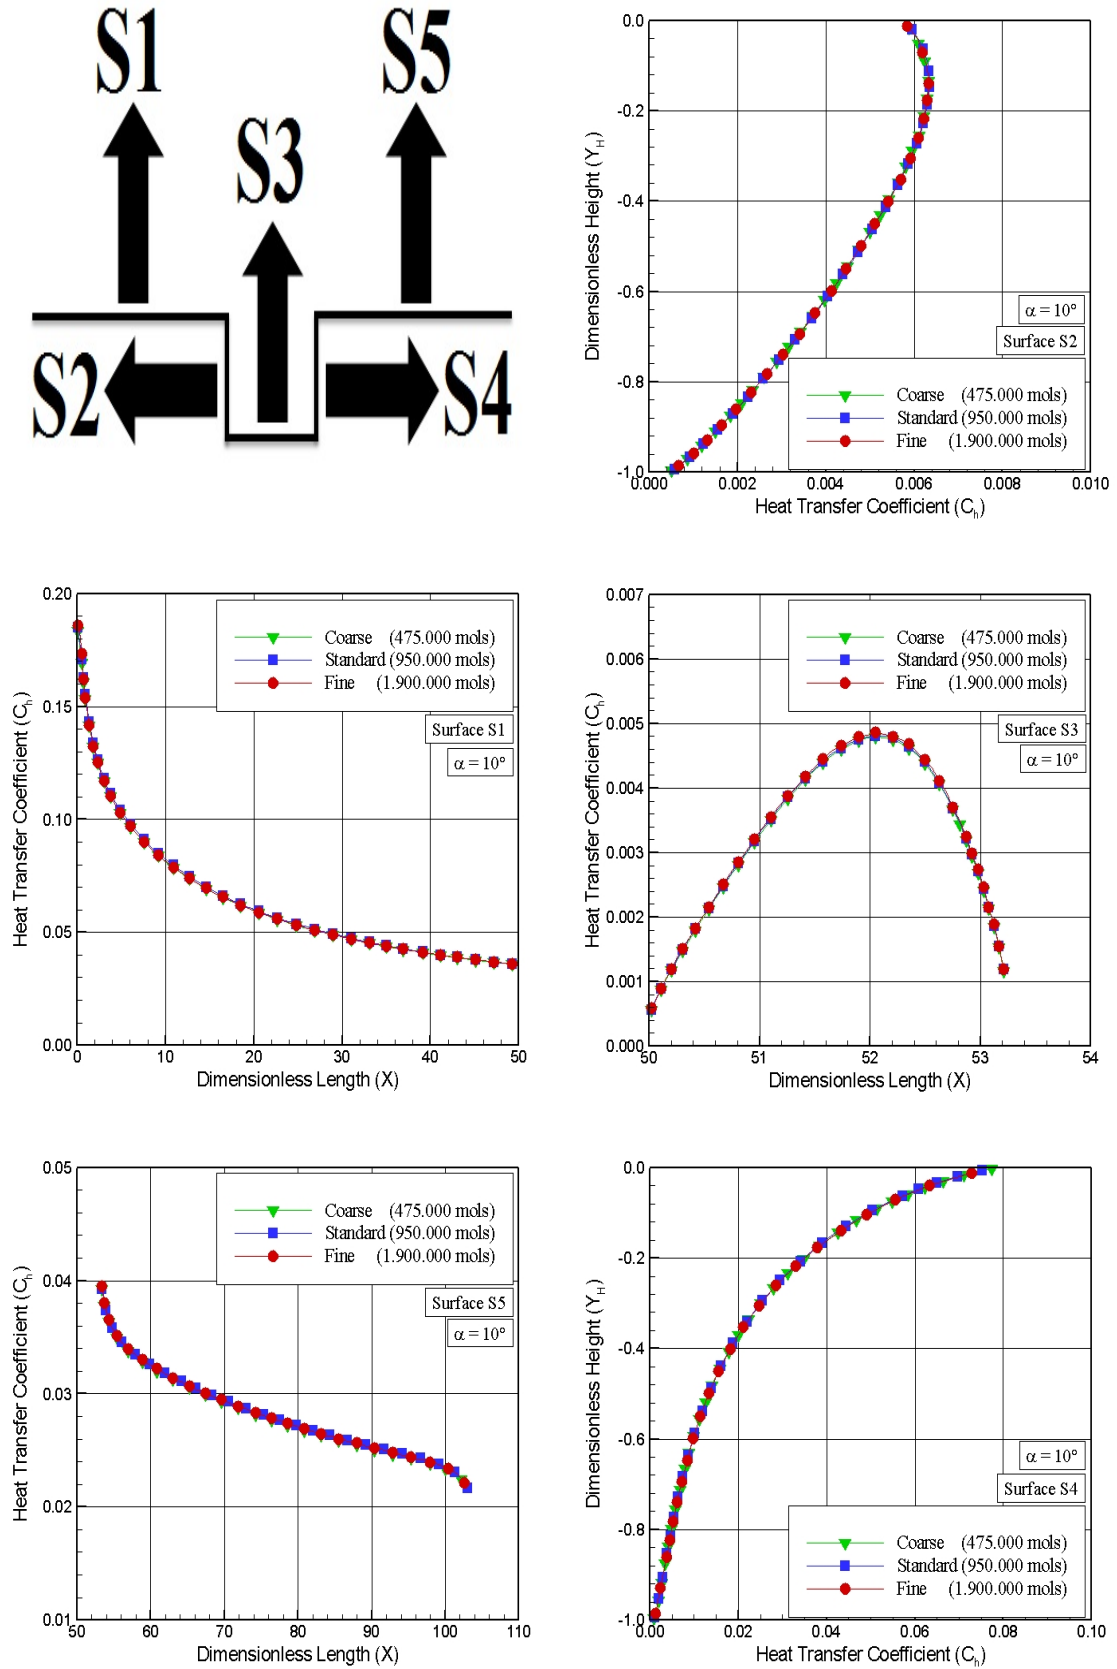 S1
S5
S3
S2
S4
0.0
-0.2
-0.4
-0.6
-0.8
-1.0
Dimensionless Height (Y_H)
α = 10°
Surface S2
Coarse (475.000 mols)
Standard (950.000 mols)
Fine (1.900.000 mols)
0.000 0.002 0.004 0.006 0.008 0.010
Heat Transfer Coefficient (C_h)
0.20
0.15
0.10
0.05
0.00
Heat Transfer Coefficient (C_h)
Coarse (475.000 mols)
Standard (950.000 mols)
Fine (1.900.000 mols)
Surface S1
α = 10°
0 10 20 30 40 50
Dimensionless Length (X)
0.007
0.006
0.005
0.004
0.003
0.002
0.001
0.000
Heat Transfer Coefficient (C_h)
Coarse (475.000 mols)
Standard (950.000 mols)
Fine (1.900.000 mols)
Surface S3
α = 10°
50 51 52 53 54
Dimensionless Length (X)
0.05
0.04
0.03
0.02
0.01
Heat Transfer Coefficient (C_h)
Coarse (475.000 mols)
Standard (950.000 mols)
Fine (1.900.000 mols)
Surface S5
α = 10°
50 60 70 80 90 100 110
Dimensionless Length (X)
0.0
-0.2
-0.4
-0.6
-0.8
-1.0
Dimensionless Height (Y_H)
α = 10°
Surface S4
Coarse (475.000 mols)
Standard (950.000 mols)
Fine (1.900.000 mols)
0.00 0.02 0.04 0.06 0.08 0.10
Heat Transfer Coefficient (C_h)